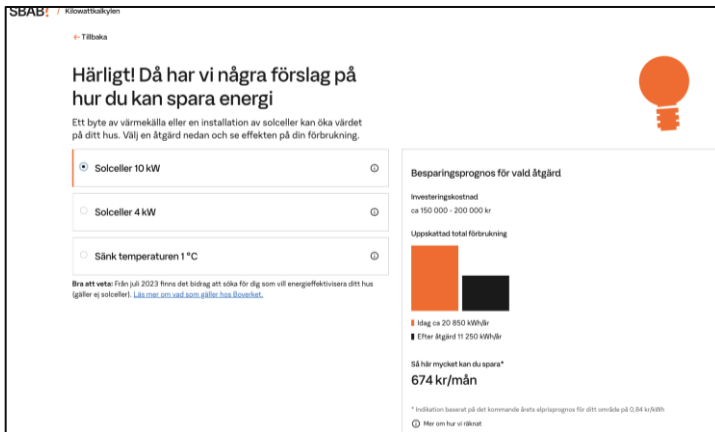 SBAB! / Kilowattkalkylen
← Tillbaka
Härligt! Då har vi några förslag på
hur du kan spara energi
Ett byte av värmekälla eller en installation av solceller kan öka värdet
på ditt hus. Välj en åtgärd nedan och se effekten på din förbrukning.
Solceller 10 kW
Solceller 4 kW
Sänk temperaturen 1 °C
Bra att veta: Från juli 2023 finns det bidrag att söka för dig som vill energieffektivisera ditt hus
(gäller ej solceller). Läs mer om vad som gäller hos Boverket.
Besparingsprognos för vald åtgärd
Investeringskostnad
ca 150 000 - 200 000 kr
Uppskattad total förbrukning
Idag ca 20 850 kWh/år
Efter åtgärd 11 250 kWh/år
Så här mycket kan du spara*
674 kr/mån
* Indikation baserat på det kommande årets elprisprognos för ditt område på 0,84 kr/kWh
Mer om hur vi räknat